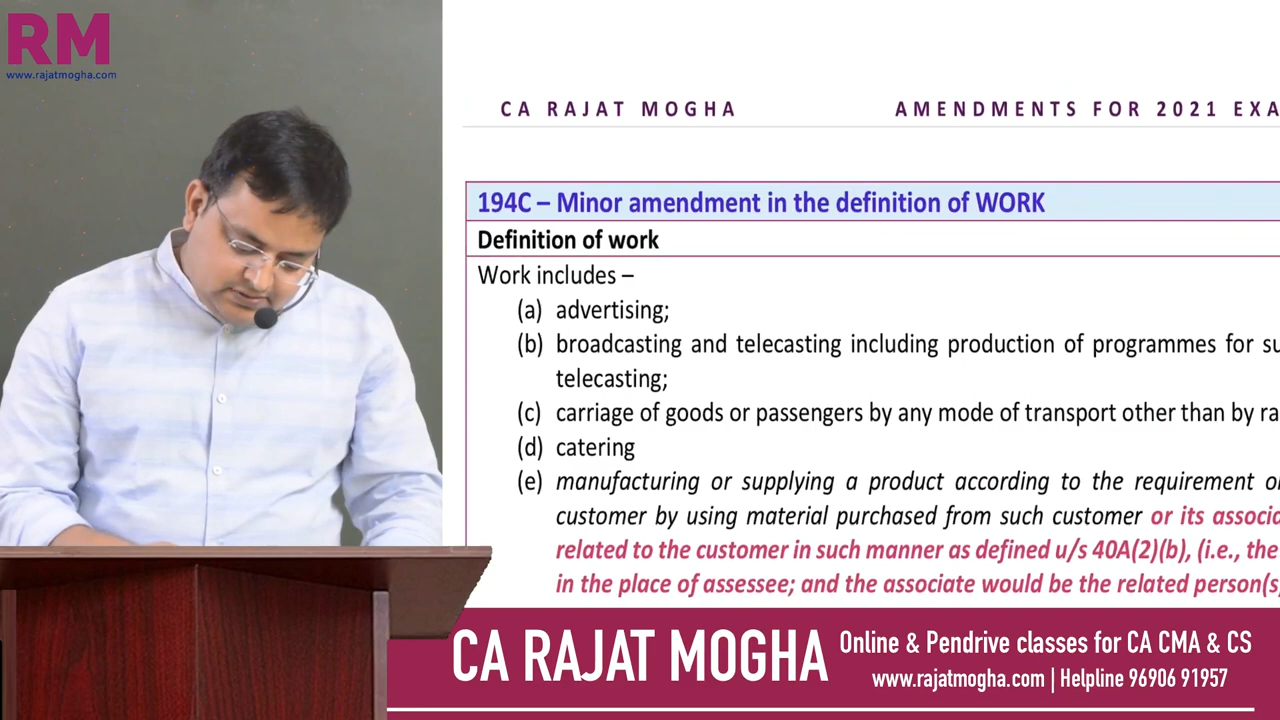 RM
www.rajatmogha.com
CA RAJAT MOGHA
AMENDMENTS FOR 2021 EXA
194C – Minor amendment in the definition of WORK
Definition of work
Work includes –
(a) advertising;
(b) broadcasting and telecasting including production of programmes for su
telecasting;
(c) carriage of goods or passengers by any mode of transport other than by ra
(d) catering
(e) manufacturing or supplying a product according to the requirement o
customer by using material purchased from such customer or its associa
related to the customer in such manner as defined u/s 40A(2)(b), (i.e., the
in the place of assessee; and the associate would be the related person(s
CA RAJAT MOGHA
Online & Pendrive classes for CA CMA & CS
www.rajatmogha.com | Helpline 96906 91957